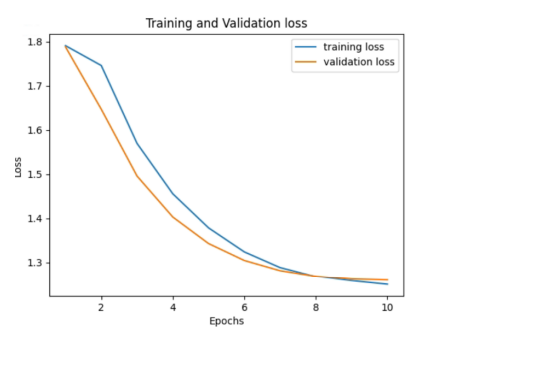 Training and Validation loss
training loss
validation loss
1.8
1.7
1.6
1.5
1.4
1.3
Loss
2 4 6 8 10
Epochs